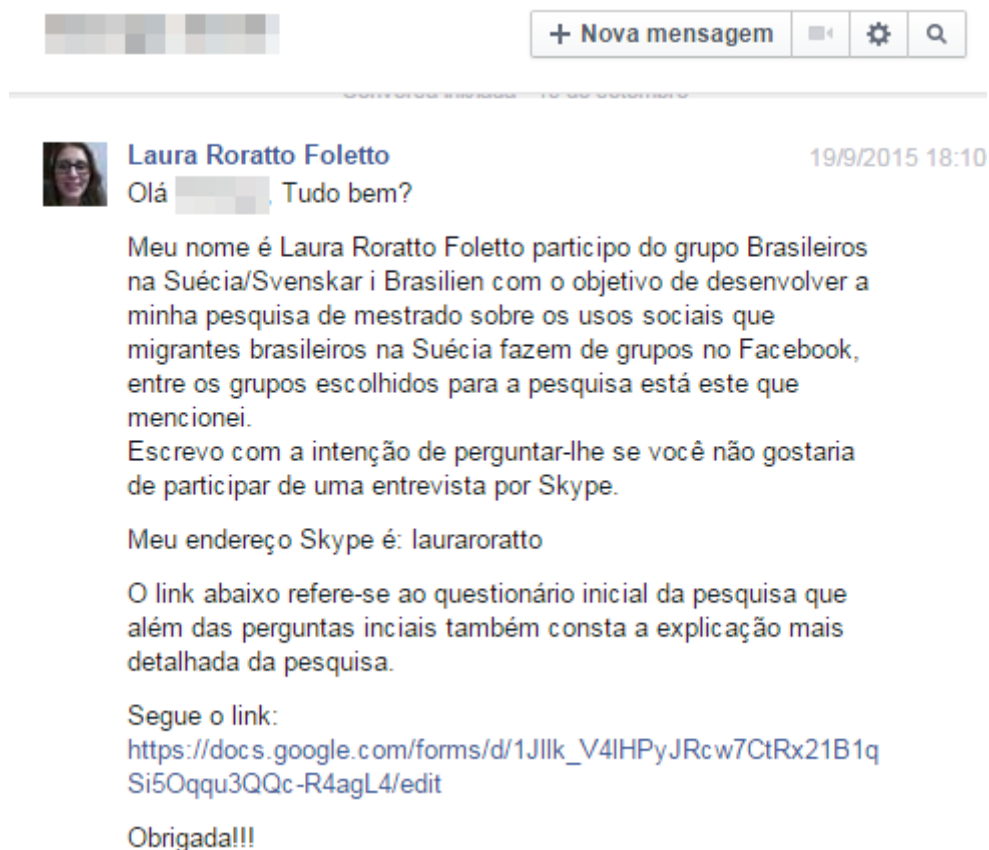 + Nova mensagem
Laura Roratto Foletto
19/9/2015 18:10
Olá , Tudo bem?
Meu nome é Laura Roratto Foletto participo do grupo Brasileiros
na Suécia/Svenskar i Brasilien com o objetivo de desenvolver a
minha pesquisa de mestrado sobre os usos sociais que
migrantes brasileiros na Suécia fazem de grupos no Facebook,
entre os grupos escolhidos para a pesquisa está este que
mencionei.
Escrevo com a intenção de perguntar-lhe se você não gostaria
de participar de uma entrevista por Skype.
Meu endereço Skype é: lauraroratto
O link abaixo refere-se ao questionário inicial da pesquisa que
além das perguntas inciais também consta a explicação mais
detalhada da pesquisa.
Segue o link:
https://docs.google.com/forms/d/1JIlk_V4lHPyJRcw7CtRx21B1q
Si5Oqqu3QQc-R4agL4/edit
Obrigada!!!